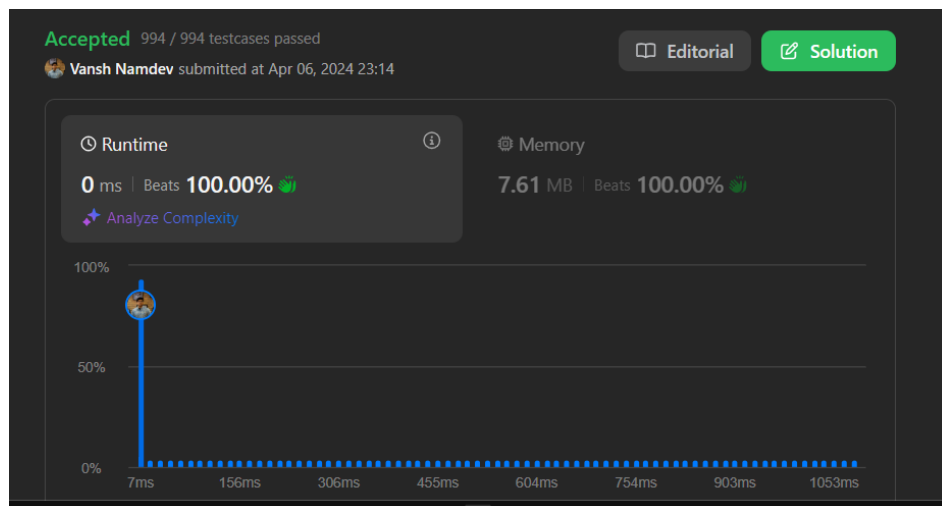 Accepted 994 / 994 testcases passed
Editorial
Solution
Vansh Namdev submitted at Apr 06, 2024 23:14
Runtime
0 ms Beats 100.00%
Analyze Complexity
Memory
7.61 MB Beats 100.00%
100%
50%
0%
7ms 156ms 306ms 455ms 604ms 754ms 903ms 1053ms